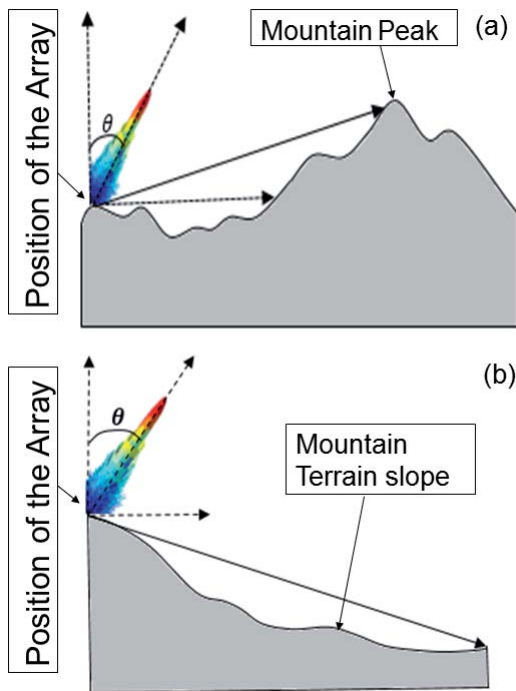 Mountain Peak
(a)
θ
Position of the Array
(b)
θ
Mountain
Terrain slope
Position of the Array